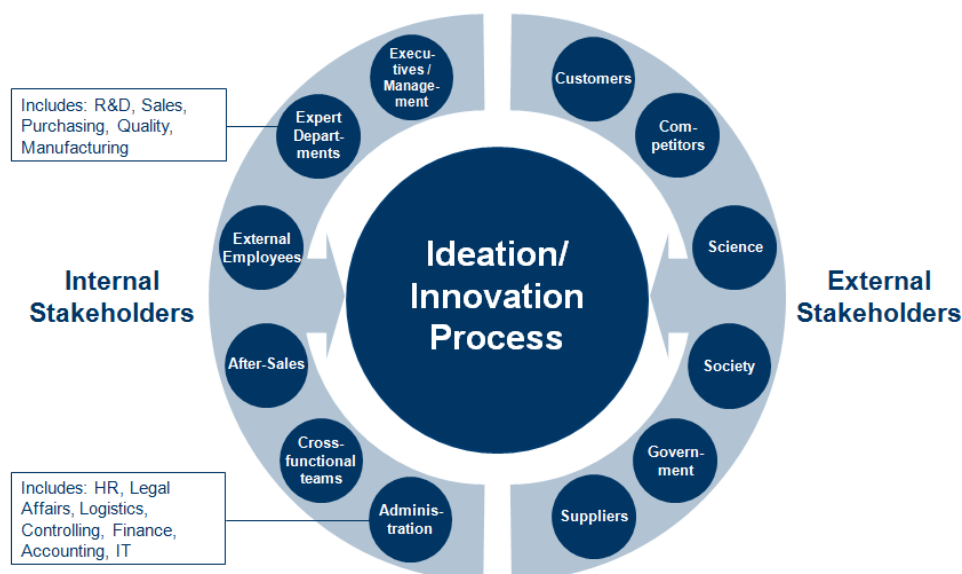 Execu-
tives /
Manage-
ment
Customers
Includes: R&D, Sales,
Purchasing, Quality,
Manufacturing
Expert
Depart-
ments
Com-
petitors
External
Employees
Science
Ideation/
Innovation
Process
Internal
Stakeholders
External
Stakeholders
After-Sales
Society
Cross-
functional
teams
Govern-
ment
Includes: HR, Legal
Affairs, Logistics,
Controlling, Finance,
Accounting, IT
Adminis-
tration
Suppliers